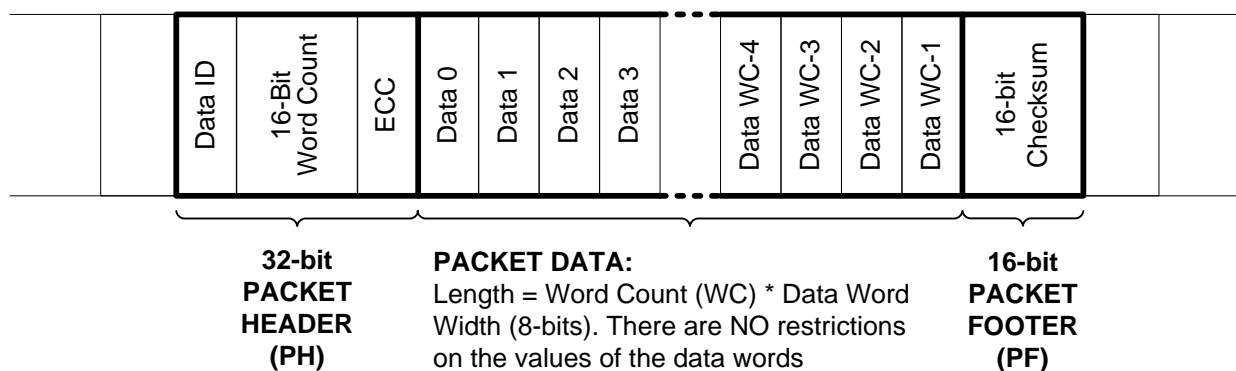 Data ID
16-Bit
Word Count
ECC
Data 0
Data 1
Data 2
Data 3
Data WC-4
Data WC-3
Data WC-2
Data WC-1
16-bit
Checksum
32-bit
PACKET
HEADER
(PH)
PACKET DATA:
Length = Word Count (WC) * Data Word
Width (8-bits). There are NO restrictions
on the values of the data words
16-bit
PACKET
FOOTER
(PF)